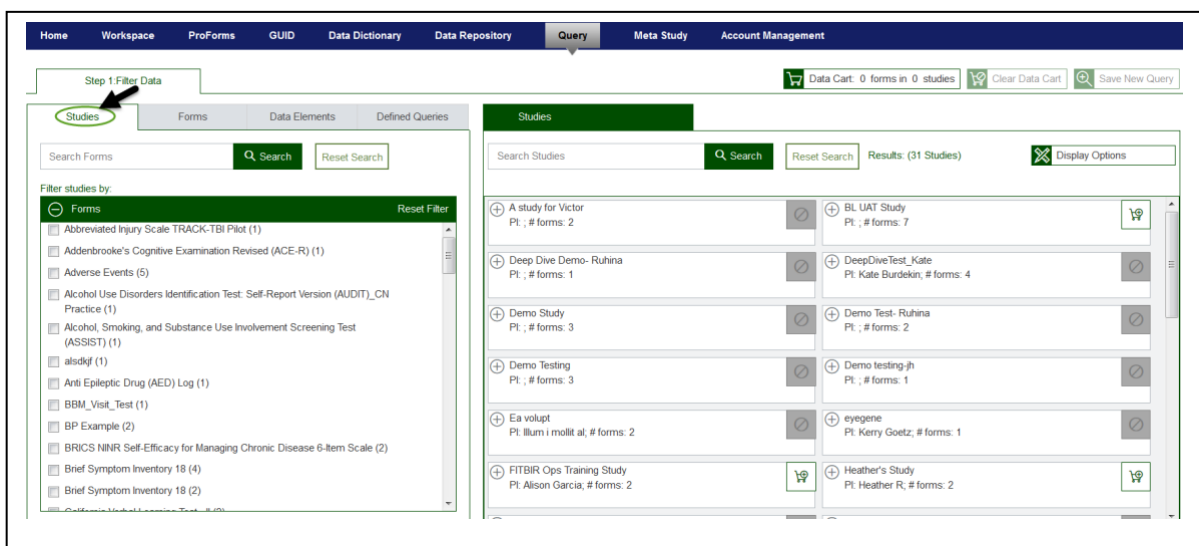 Home Workspace ProForms GUID Data Dictionary Data Repository Query Meta Study Account Management
Step 1:Filter Data
Data Cart: 0 forms in 0 studies Clear Data Cart Save New Query
Studies Forms Data Elements Defined Queries
Search Forms Search Reset Search
Filter studies by:
Forms Reset Filter
Abbreviated Injury Scale TRACK-TBI Pilot (1)
Addenbrooke's Cognitive Examination Revised (ACE-R) (1)
Adverse Events (5)
Alcohol Use Disorders Identification Test: Self-Report Version (AUDIT)_CN
Practice (1)
Alcohol, Smoking, and Substance Use Involvement Screening Test
(ASSIST) (1)
alsdkjf (1)
Anti Epileptic Drug (AED) Log (1)
BBM_Visit_Test (1)
BP Example (2)
BRICS NINR Self-Efficacy for Managing Chronic Disease 6-Item Scale (2)
Brief Symptom Inventory 18 (4)
Brief Symptom Inventory 18 (2)
Studies
Search Studies Search Reset Search Results: (31 Studies) Display Options
A study for Victor
PI: ; # forms: 2
BL UAT Study
PI: ; # forms: 7
Deep Dive Demo- Ruhina
PI: ; # forms: 1
DeepDiveTest_Kate
PI: Kate Burdekin; # forms: 4
Demo Study
PI: ; # forms: 3
Demo Test- Ruhina
PI: ; # forms: 2
Demo Testing
PI: ; # forms: 3
Demo testing-jh
PI: ; # forms: 1
Ea volupt
PI: Illum i mollit al; # forms: 2
eyegene
PI: Kerry Goetz; # forms: 1
FITBIR Ops Training Study
PI: Alison Garcia; # forms: 2
Heather's Study
PI: Heather R; # forms: 2